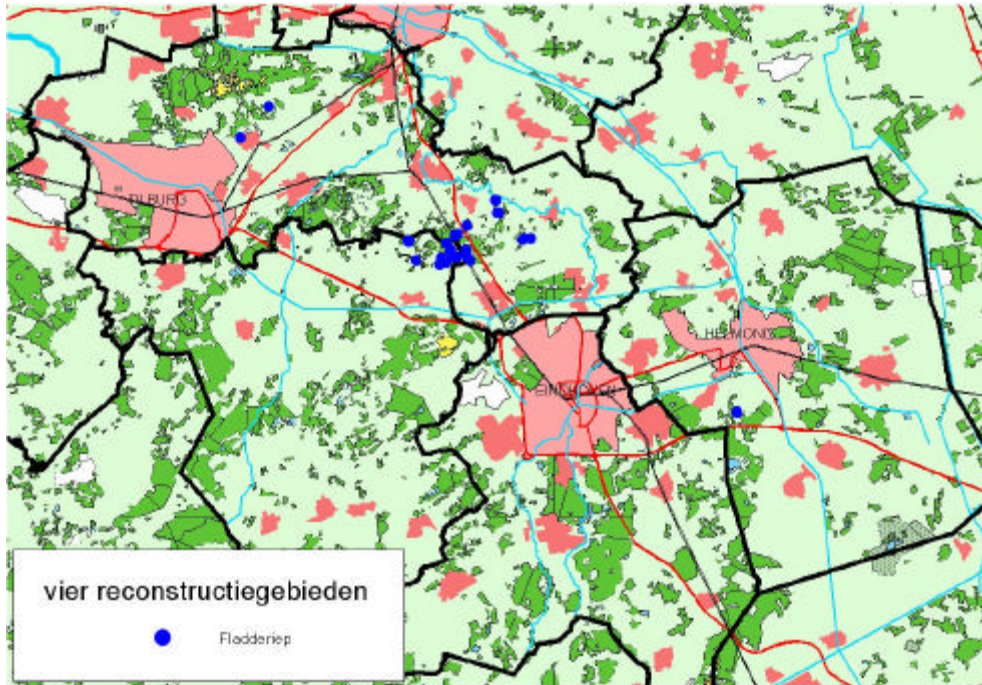 TILBURG
HELMOND
EINDHOVEN
vier reconstructiegebieden
Fladderiep